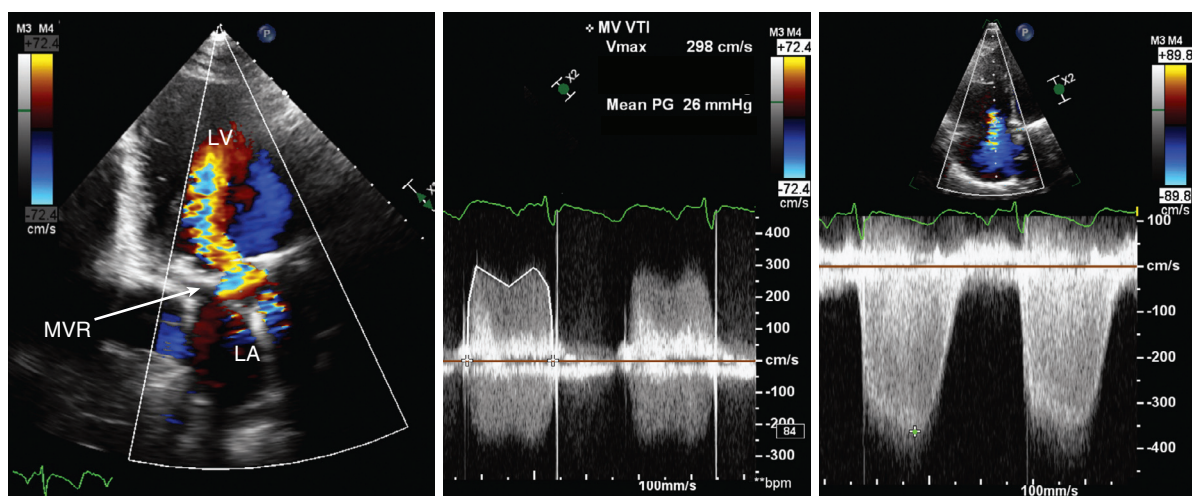 M3 M4
+72.4
-72.4
cm/s
P
LV
MVR
LA
X2
MV VTI
Vmax 298 cm/s
Mean PG 26 mmHg
+72.4
-72.4
cm/s
400
300
200
100
cm/s
-100
-200
84
-300
**bpm
100mm/s
P
X2
M3 M4
+89.8
-89.8
cm/s
100
cm/s
-100
-200
-300
-400
100mm/s